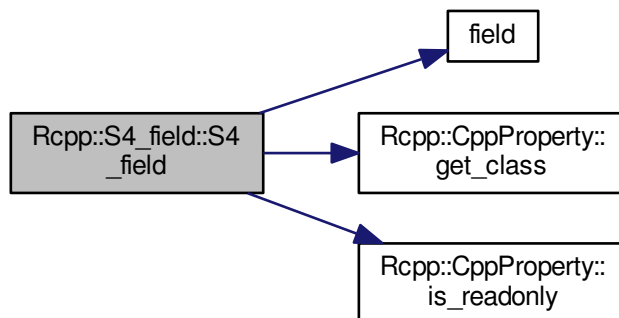 field
Rcpp::S4_field::S4
_field
Rcpp::CppProperty::
get_class
Rcpp::CppProperty::
is_readonly